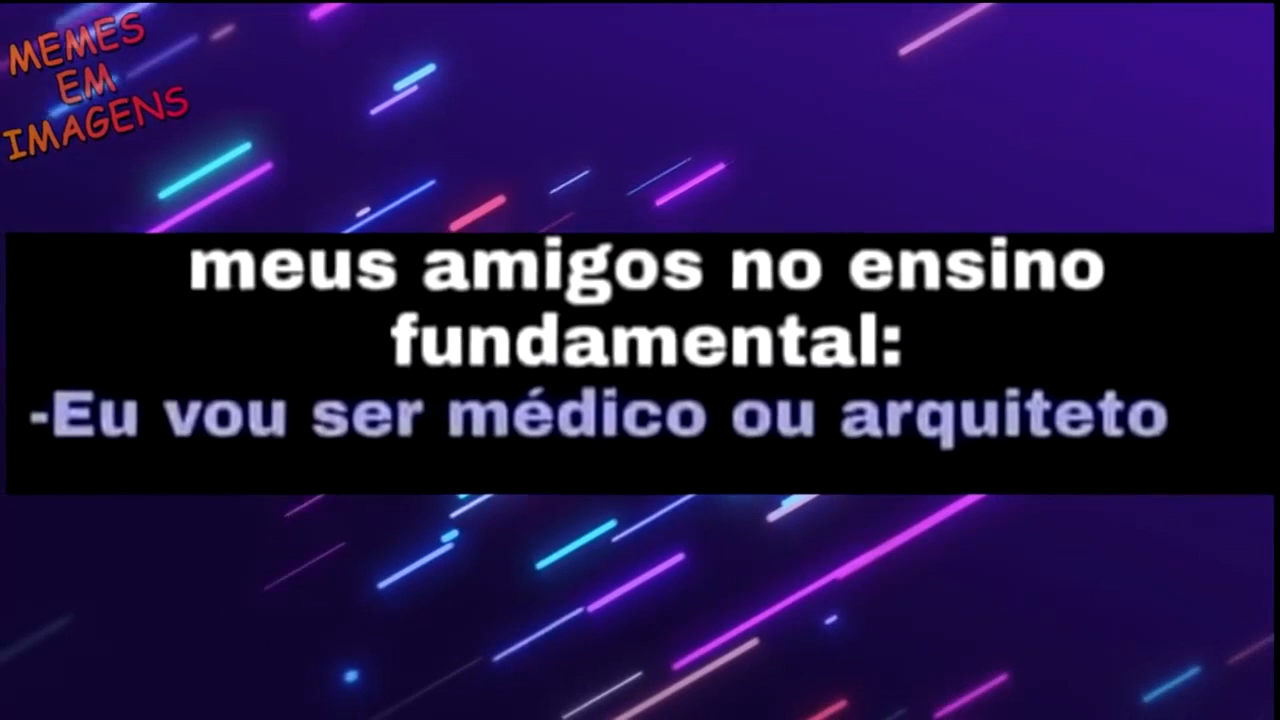 MEMES
EM
IMAGENS
meus amigos no ensino
fundamental:
-Eu vou ser médico ou arquiteto